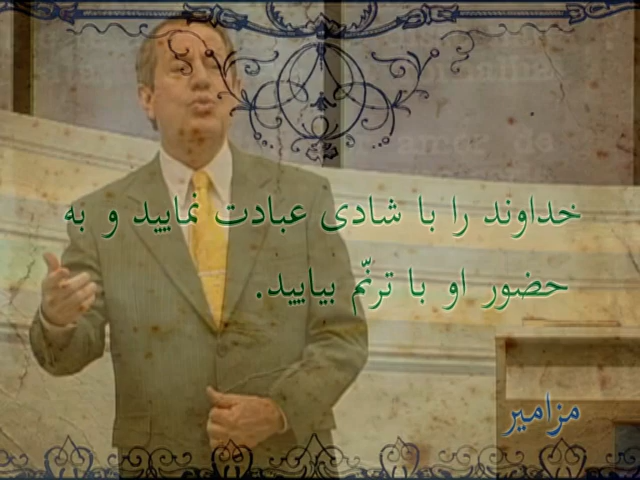 خداوند را با شادی عبادت نمایید و به
حضور او با ترنّم بیایید.
مزامیر